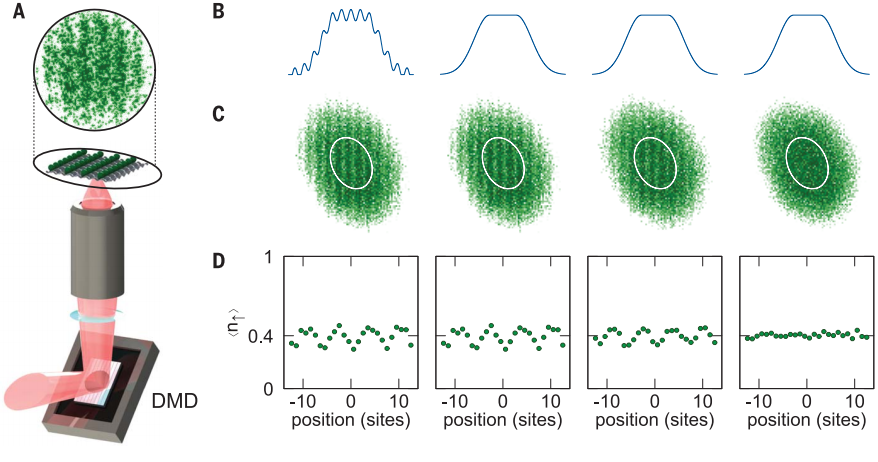 A
DMD
B
C
D
1
0.4
0
⟨n↑⟩
-10 0 10
position (sites)
-10 0 10
position (sites)
-10 0 10
position (sites)
-10 0 10
position (sites)